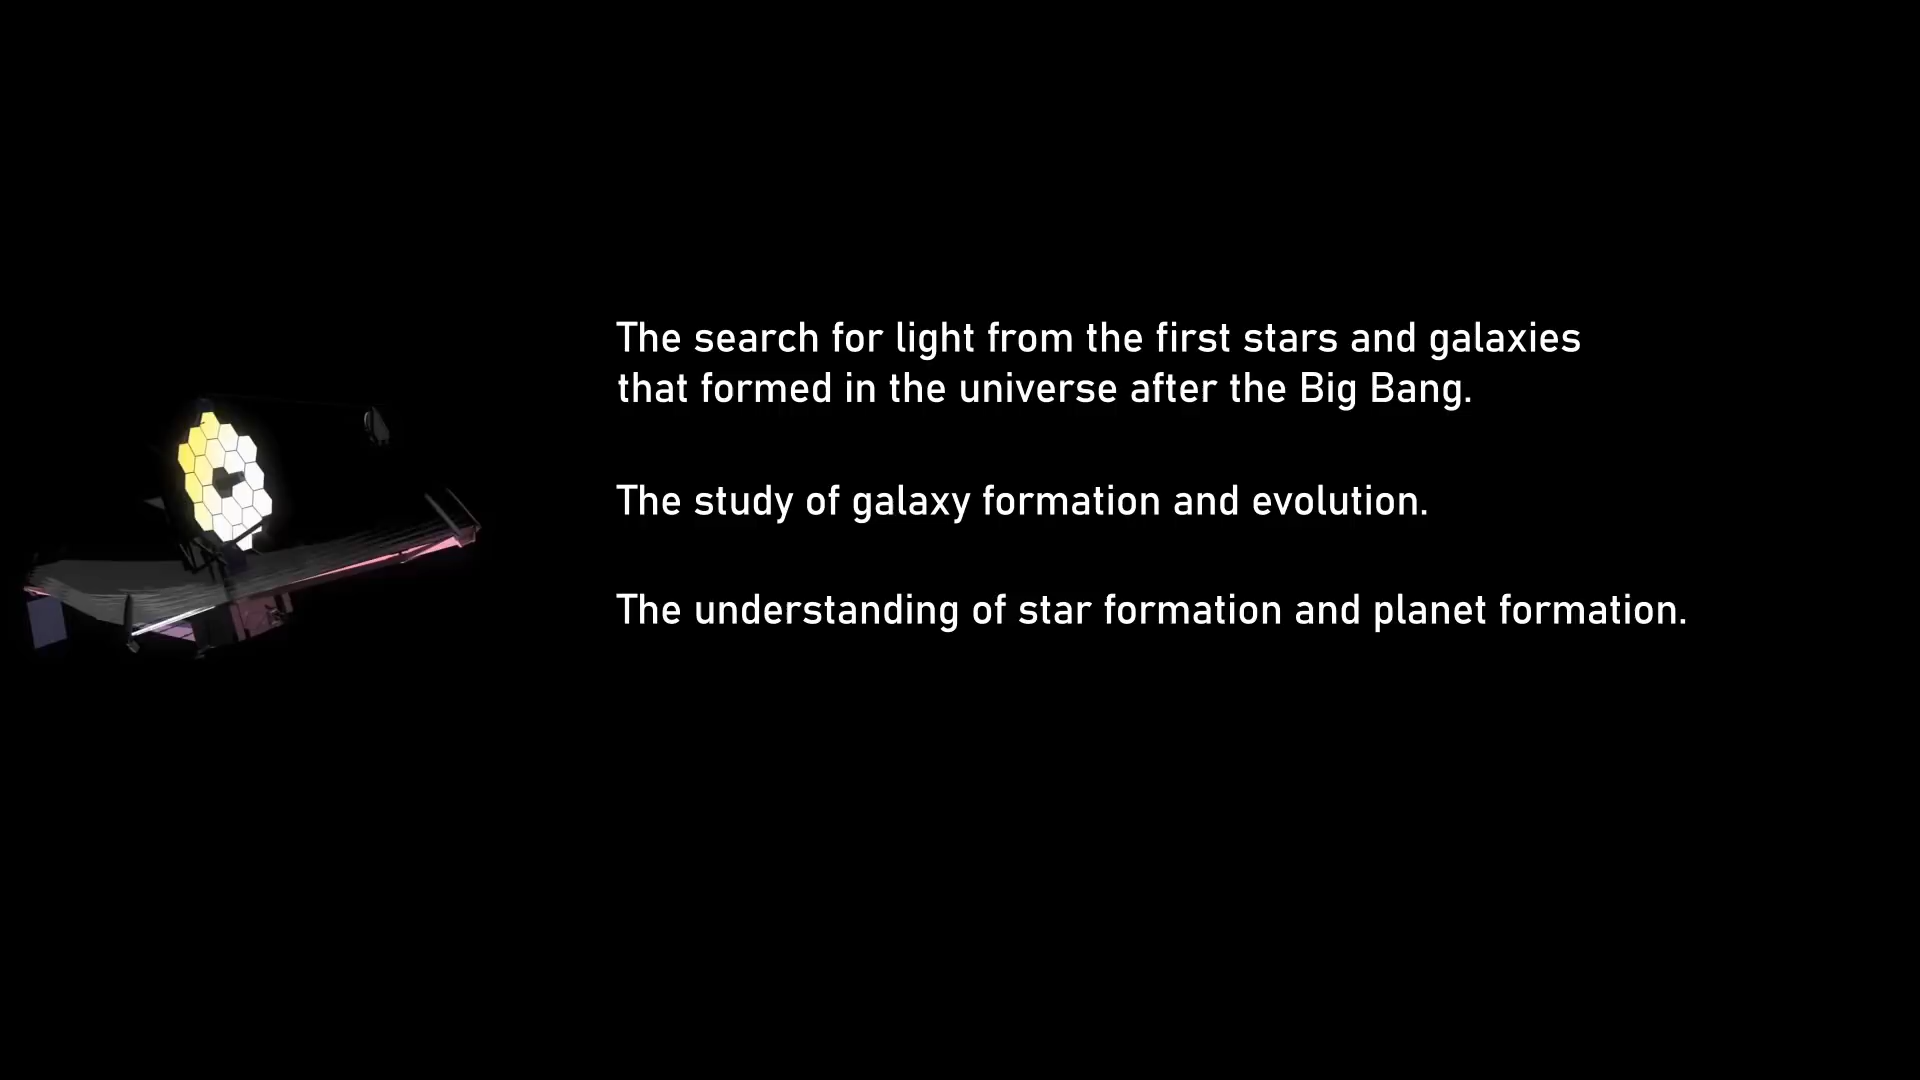 The search for light from the first stars and galaxies
that formed in the universe after the Big Bang.
The study of galaxy formation and evolution.
The understanding of star formation and planet formation.